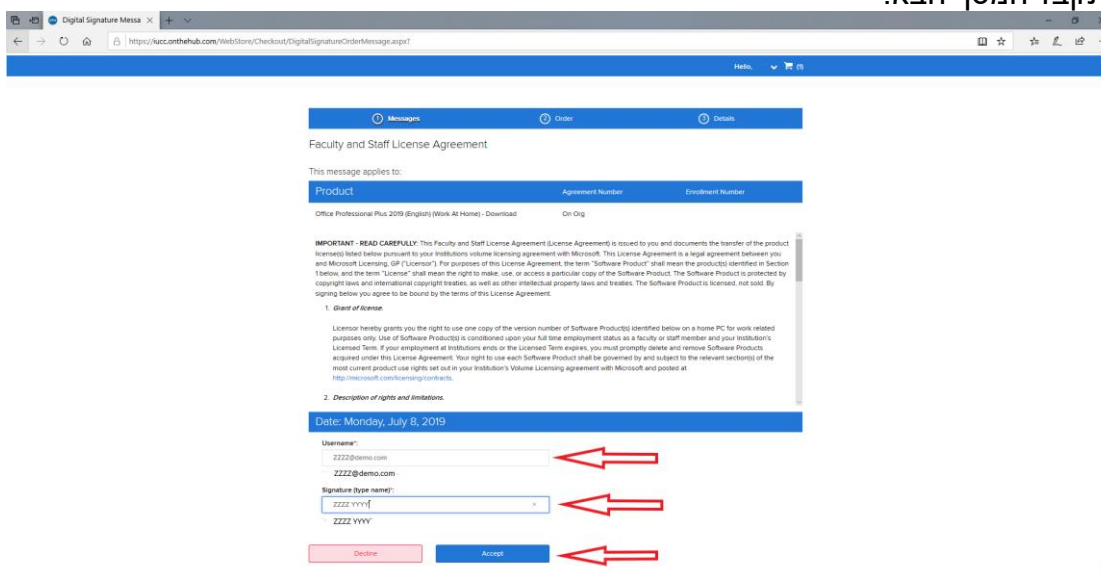 המסך הבא:
Digital Signature Messa
https://iucc.onthehub.com/WebStore/Checkout/DigitalSignatureOrderMessage.aspx?
Hello, (1)
1 Messages 2 Order 3 Details
Faculty and Staff License Agreement
This message applies to:
Product Agreement Number Enrollment Number
Office Professional Plus 2019 (English) (Work At Home) - Download On Org
IMPORTANT - READ CAREFULLY: This Faculty and Staff License Agreement (License Agreement) is issued to you and documents the transfer of the product
license(s) listed below pursuant to your Institutions volume licensing agreement with Microsoft. This License Agreement is a legal agreement between you
and Microsoft Licensing, GP ("Licensor"). For purposes of this License Agreement, the term "Software Product" shall mean the product(s) identified in Section
1 below, and the term "License" shall mean the right to make, use, or access a particular copy of the Software Product. The Software Product is protected by
copyright laws and international copyright treaties, as well as other intellectual property laws and treaties. The Software Product is licensed, not sold. By
signing below you agree to be bound by the terms of this License Agreement.
1. Grant of license.
Licensor hereby grants you the right to use one copy of the version number of Software Product(s) identified below on a home PC for work related
purposes only. Use of Software Product(s) is conditioned upon your full time employment status as a faculty or staff member and your Institution's
Licensed Term. If your employment at Institutions ends or the Licensed Term expires, you must promptly delete and remove Software Products
acquired under this License Agreement. Your right to use each Software Product shall be governed by and subject to the relevant section(s) of the
most current product use rights set out in your Institution's Volume Licensing agreement with Microsoft and posted at
http://microsoft.com/licensing/contracts.
2. Description of rights and limitations.
Date: Monday, July 8, 2019
Username*:
ZZZZ@demo.com
ZZZZ@demo.com
Signature (type name)*:
ZZZZ YYYY
ZZZZ YYYY
Decline Accept